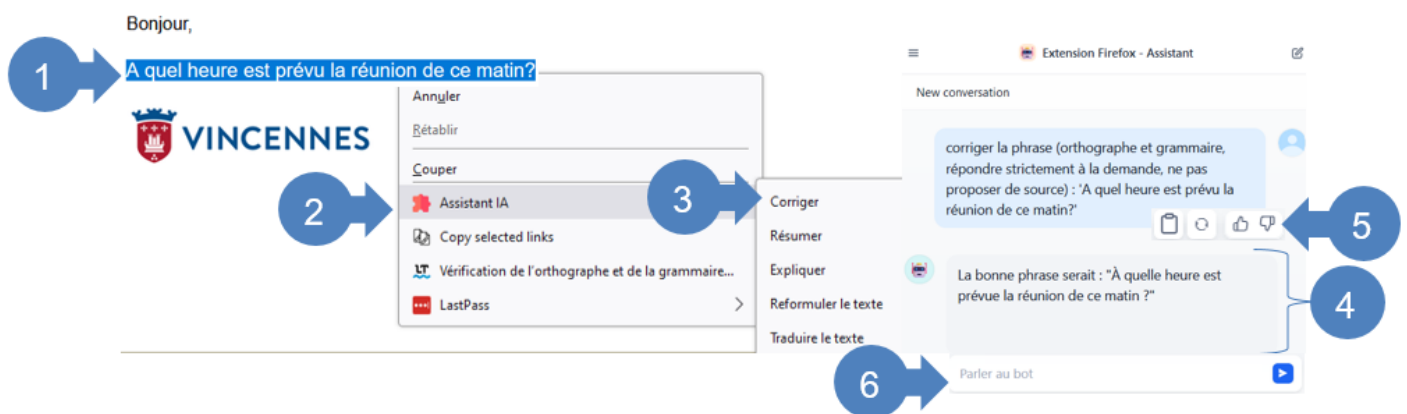 Bonjour,
1
A quel heure est prévu la réunion de ce matin?
VINCENNES
Annuler
Rétablir
Couper
2
Assistant IA
Copy selected links
LT Vérification de l'orthographe et de la grammaire...
LastPass
3
Corriger
Résumer
Expliquer
Reformuler le texte
Traduire le texte
Extension Firefox - Assistant
New conversation
corriger la phrase (orthographe et grammaire,
répondre strictement à la demande, ne pas
proposer de source) : 'A quel heure est prévu la
réunion de ce matin?'
5
La bonne phrase serait : "À quelle heure est
prévue la réunion de ce matin ?"
4
6
Parler au bot